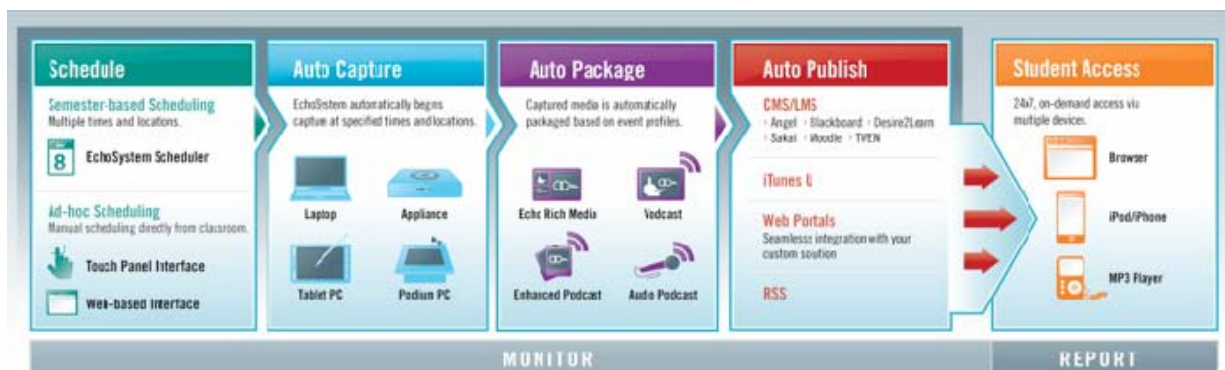 Schedule
Semester-based Scheduling
Multiple times and locations.
8
EchoSystem Scheduler
Ad-hoc Scheduling
Manual scheduling directly from classroom.
Touch Panel Interface
Web-based Interface
Auto Capture
EchoSystem automatically begins
capture at specified times and locations.
Laptop
Appliance
Tablet PC
Podium PC
Auto Package
Captured media is automatically
packaged based on event profiles.
Echo Rich Media
Vodcast
Enhanced Podcast
Audio Podcast
Auto Publish
CMS/LMS
· Angel · Blackboard · Desire2Learn
· Sakai · Moodle · TWEN
iTunes U
Web Portals
Seamless integration with your
custom solution
RSS
Student Access
24x7, on-demand access via
multiple devices.
Browser
iPod/iPhone
MP3 Player
MONITOR
REPORT